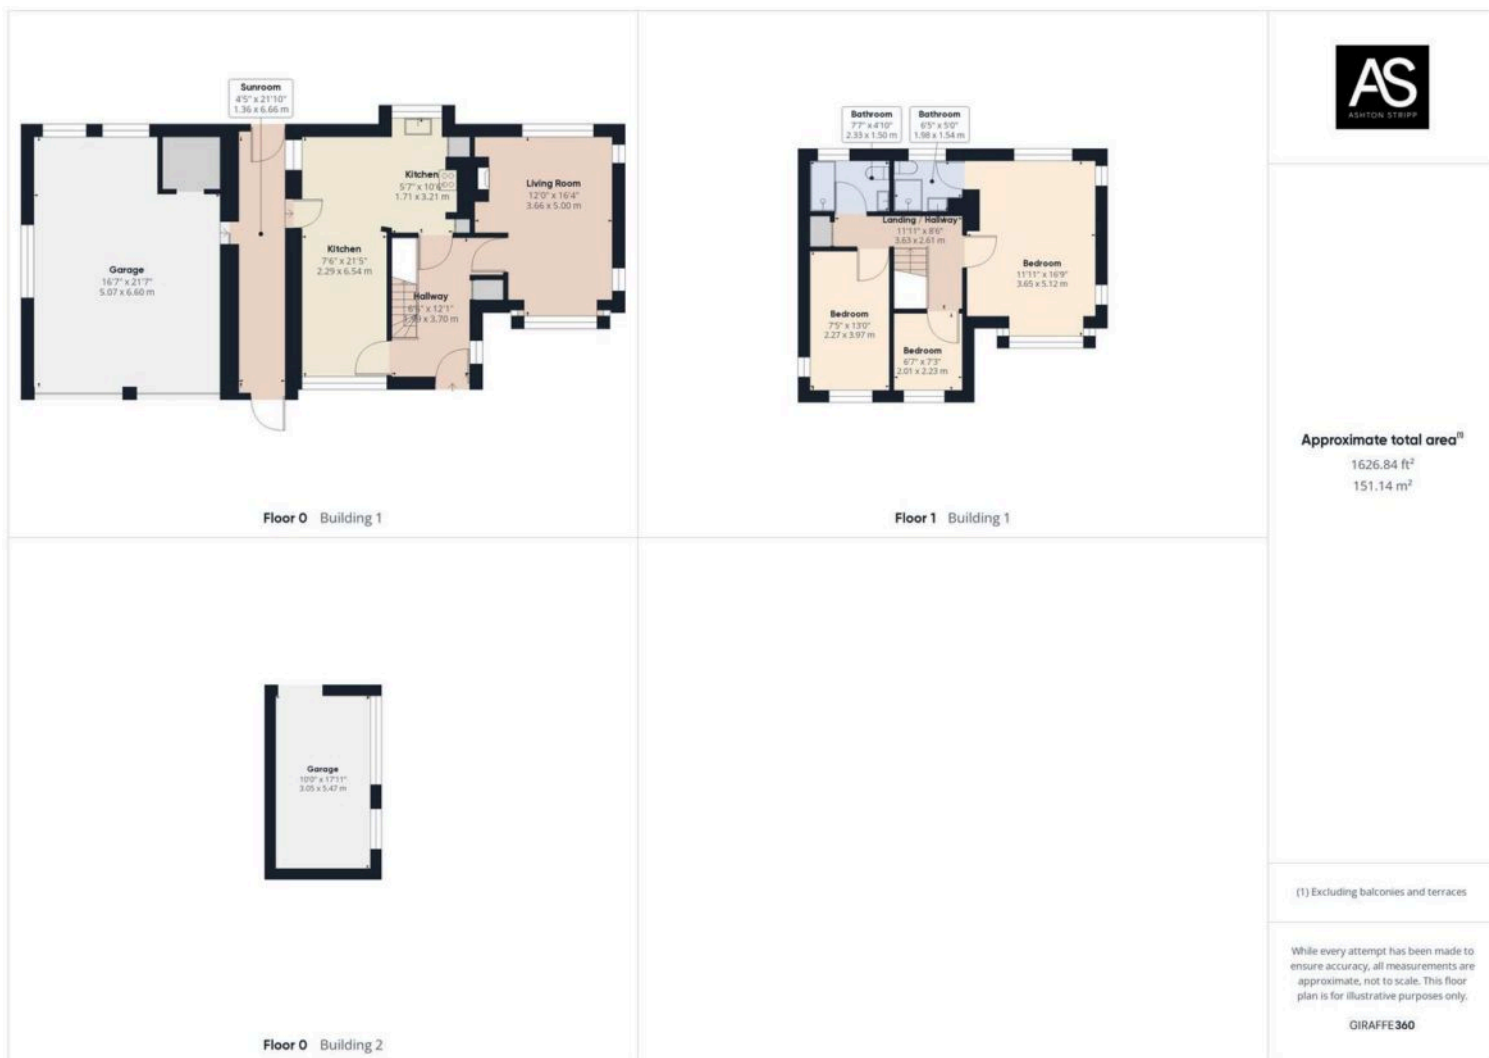 Sunroom
4'5" x 21'10"
1.36 x 6.66 m
Kitchen
5'7" x 10'6"
1.71 x 3.21 m
Living Room
12'0" x 16'4"
3.66 x 5.00 m
Kitchen
7'6" x 21'5"
2.29 x 6.54 m
Garage
16'7" x 21'7"
5.07 x 6.60 m
Hallway
x 12'1"
x 3.70 m
Floor 0 Building 1
Bathroom
7'7" x 4'10"
2.33 x 1.50 m
Bathroom
6'5" x 5'0"
1.98 x 1.54 m
Landing / Hallway
11'11" x 8'6"
3.63 x 2.61 m
Bedroom
11'11" x 16'9"
3.65 x 5.12 m
Bedroom
7'5" x 13'0"
2.27 x 3.97 m
Bedroom
6'7" x 7'3"
2.01 x 2.23 m
Floor 1 Building 1
Garage
10'0" x 17'11"
3.05 x 5.47 m
Floor 0 Building 2
AS
ASHTON STRIPP
Approximate total area(1)
1626.84 ft²
151.14 m²
(1) Excluding balconies and terraces
While every attempt has been made to
ensure accuracy, all measurements are
approximate, not to scale. This floor
plan is for illustrative purposes only.
GIRAFFE360